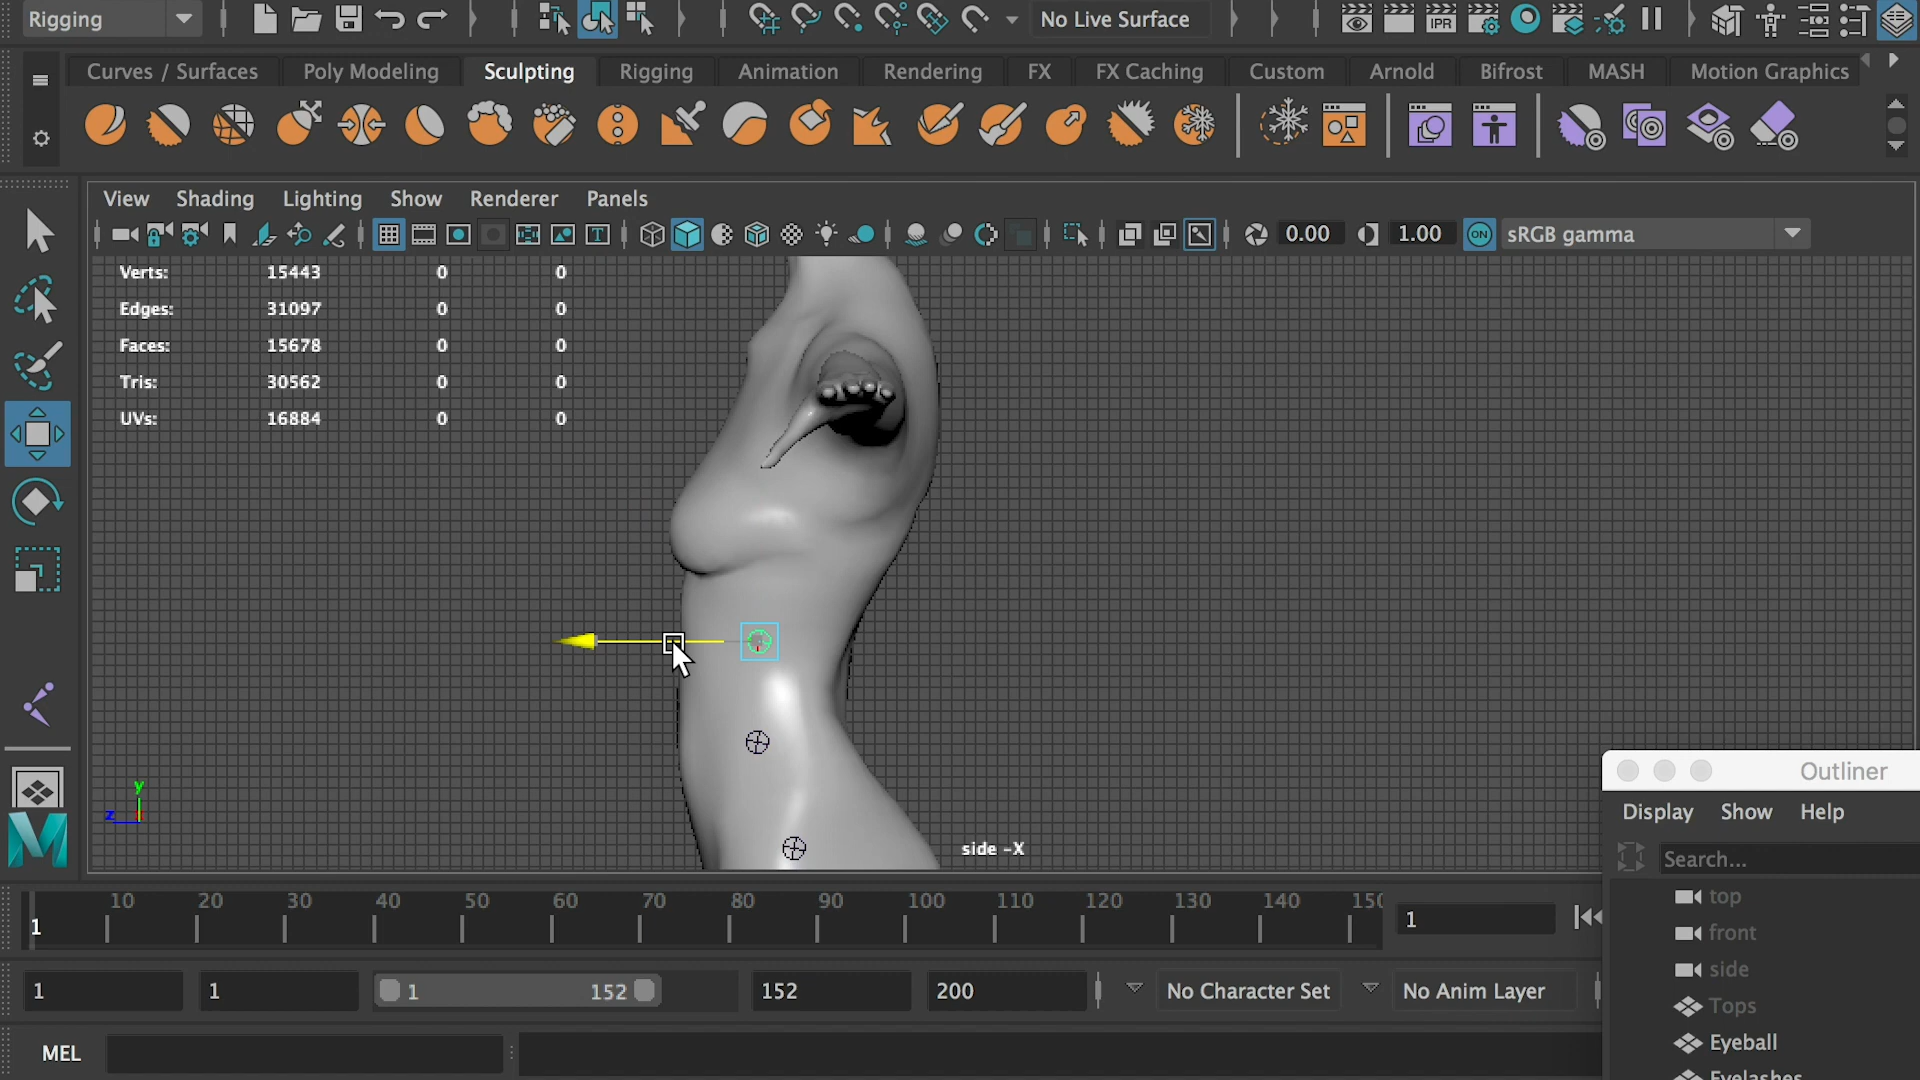 Rigging
No Live Surface
IPR
Curves / Surfaces Poly Modeling Sculpting Rigging Animation Rendering FX FX Caching Custom Arnold Bifrost MASH Motion Graphics
View Shading Lighting Show Renderer Panels
0.00 1.00 ON sRGB gamma
Verts: 15443 0 0
Edges: 31097 0 0
Faces: 15678 0 0
Tris: 30562 0 0
UVs: 16884 0 0
y
z
side -X
Outliner
Display Show Help
Search...
top
front
side
Tops
Eyeball
Eyelashes
10 20 30 40 50 60 70 80 90 100 110 120 130 140 150
1
1
1 1 1 152 152 200 No Character Set No Anim Layer
MEL